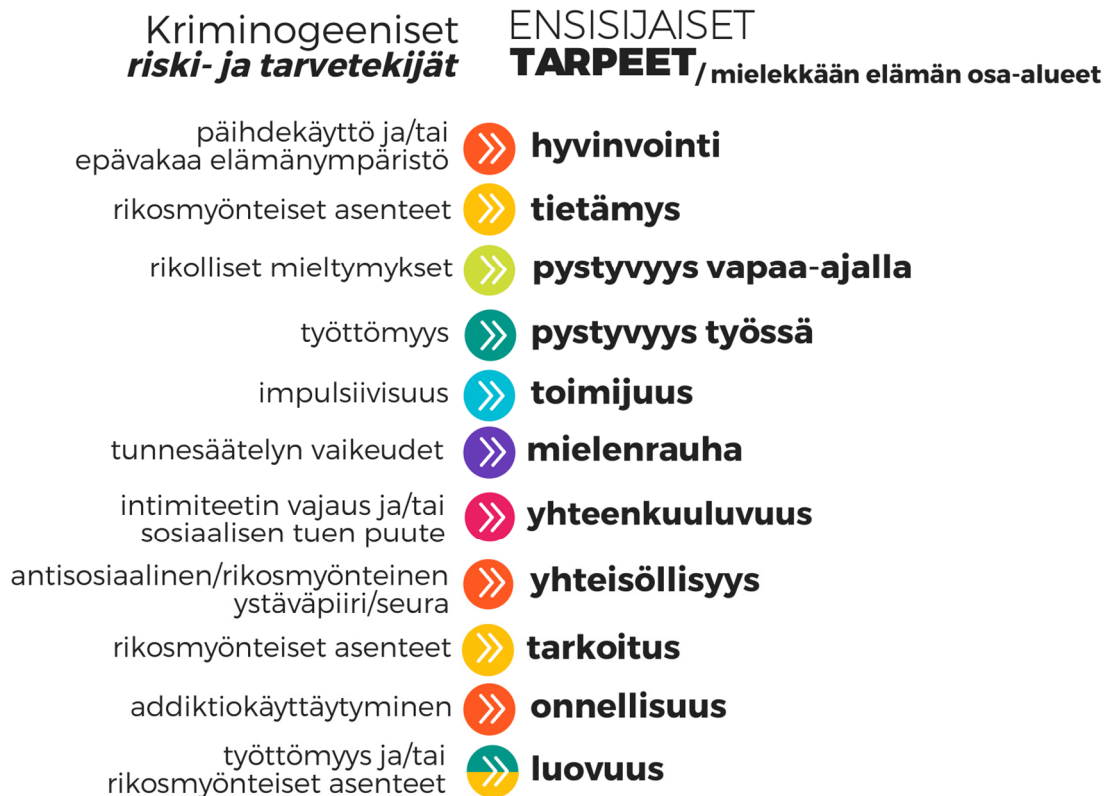 Kriminogeeniset
riski- ja tarvetekijät
ENSISIJAISET
TARPEET/ mielekkään elämän osa-alueet
päihdekäyttö ja/tai
epävakaa elämänympäristö
hyvinvointi
rikosmyönteiset asenteet
tietämys
rikolliset mieltymykset
pystyvyys vapaa-ajalla
työttömyys
pystyvyys työssä
impulsiivisuus
toimijuus
tunnesäätelyn vaikeudet
mielenrauha
intimiteetin vajaus ja/tai
sosiaalisen tuen puute
yhteenkuuluvuus
antisosiaalinen/rikosmyönteinen
ystäväpiiri/seura
yhteisöllisyys
rikosmyönteiset asenteet
tarkoitus
addiktiokäyttäytyminen
onnellisuus
työttömyys ja/tai
rikosmyönteiset asenteet
luovuus